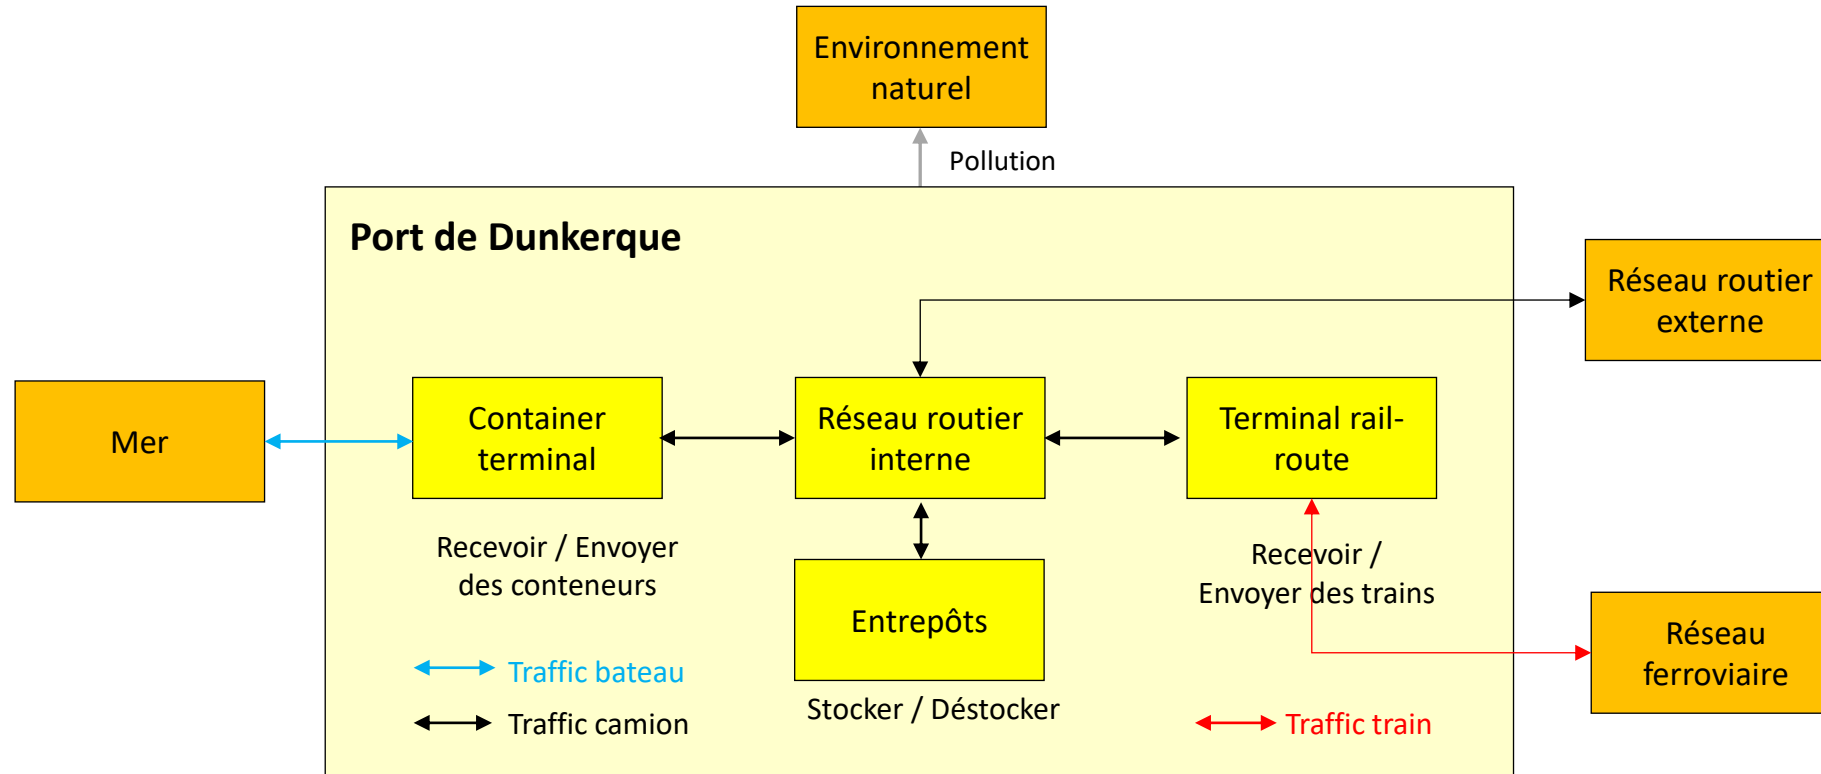 Environnement
naturel
Pollution
Port de Dunkerque
Réseau routier
externe
Mer
Container
terminal
Réseau routier
interne
Terminal rail-
route
Recevoir / Envoyer
des conteneurs
Recevoir /
Envoyer des trains
Entrepôts
Réseau
ferroviaire
Traffic bateau
Stocker / Déstocker
Traffic camion
Traffic train